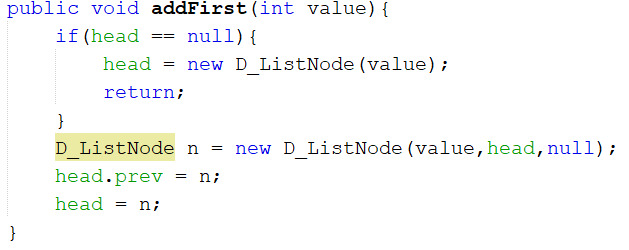 public void addFirst(int value){
    if(head == null){
        head = new D_ListNode(value);
        return;
    }
    D_ListNode n = new D_ListNode(value,head,null);
    head.prev = n;
    head = n;
}